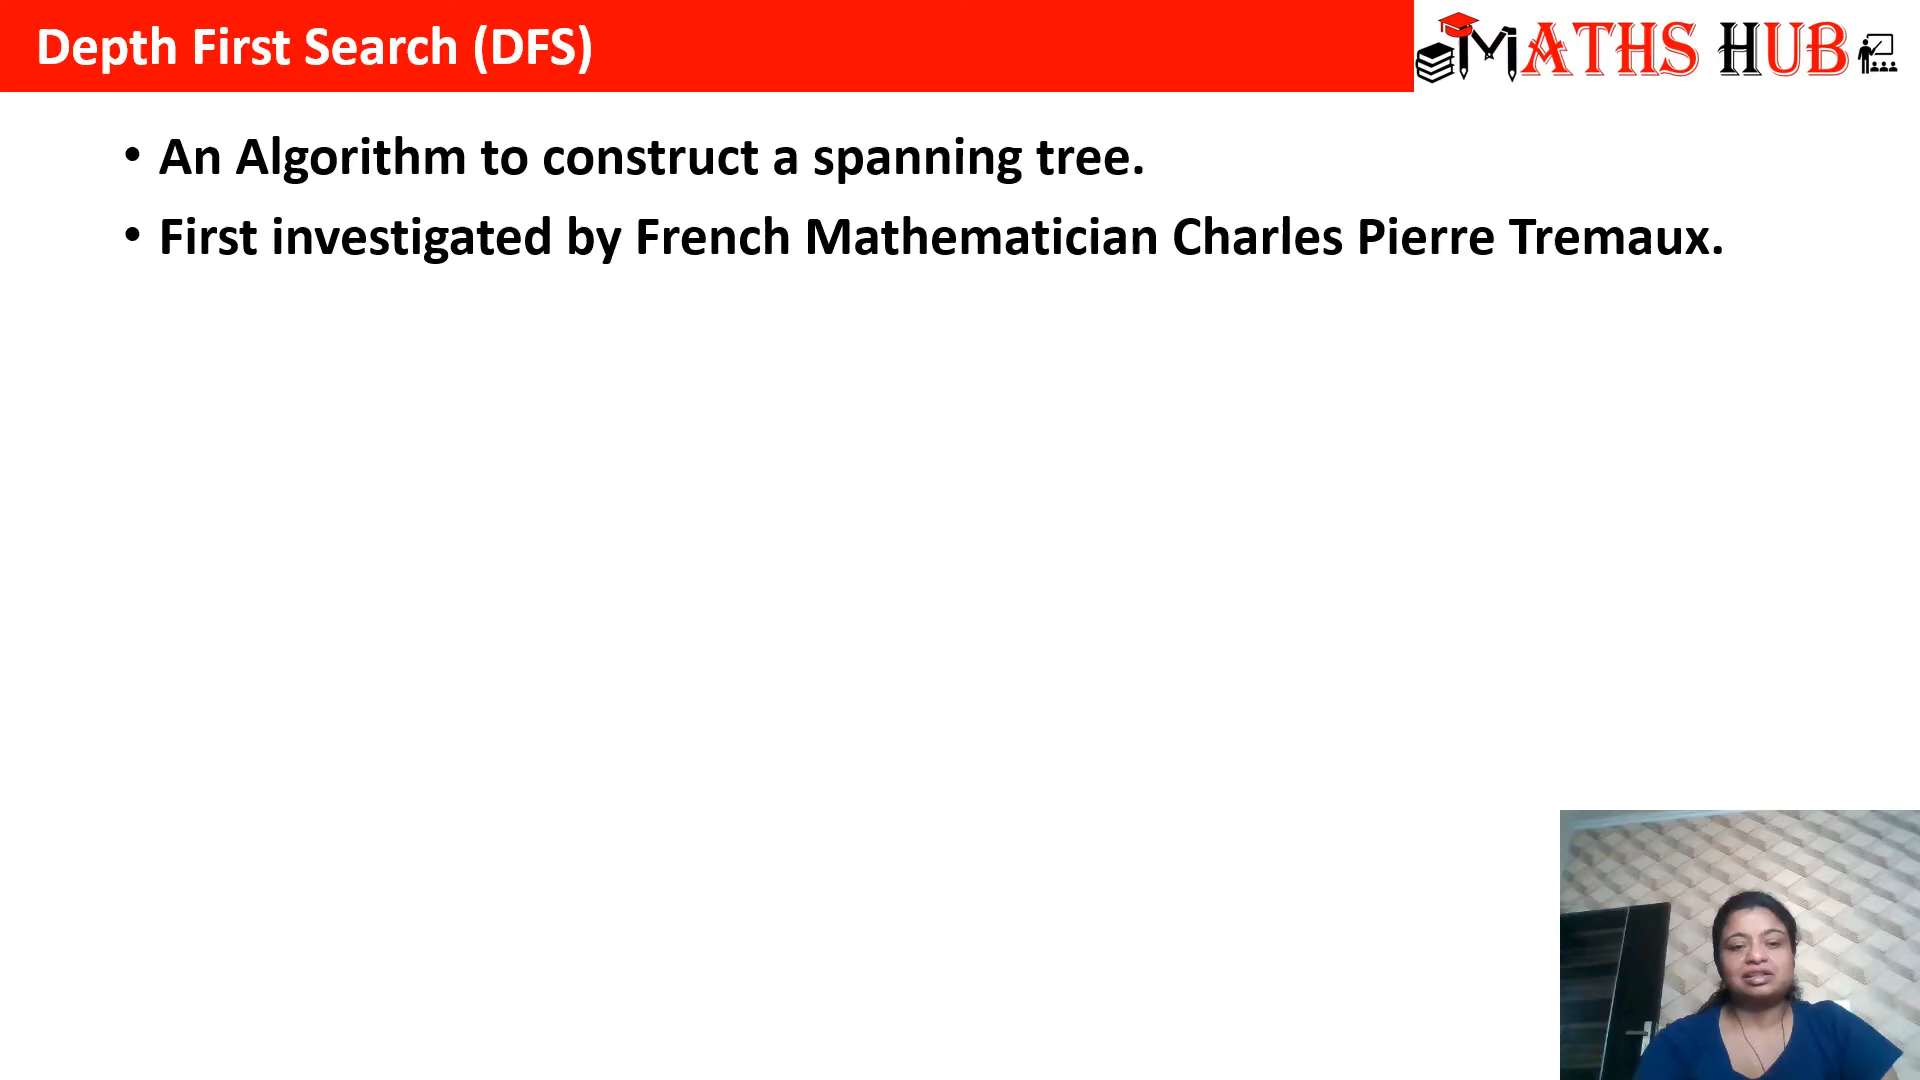 Depth First Search (DFS)
MATHS HUB
• An Algorithm to construct a spanning tree.
• First investigated by French Mathematician Charles Pierre Tremaux.